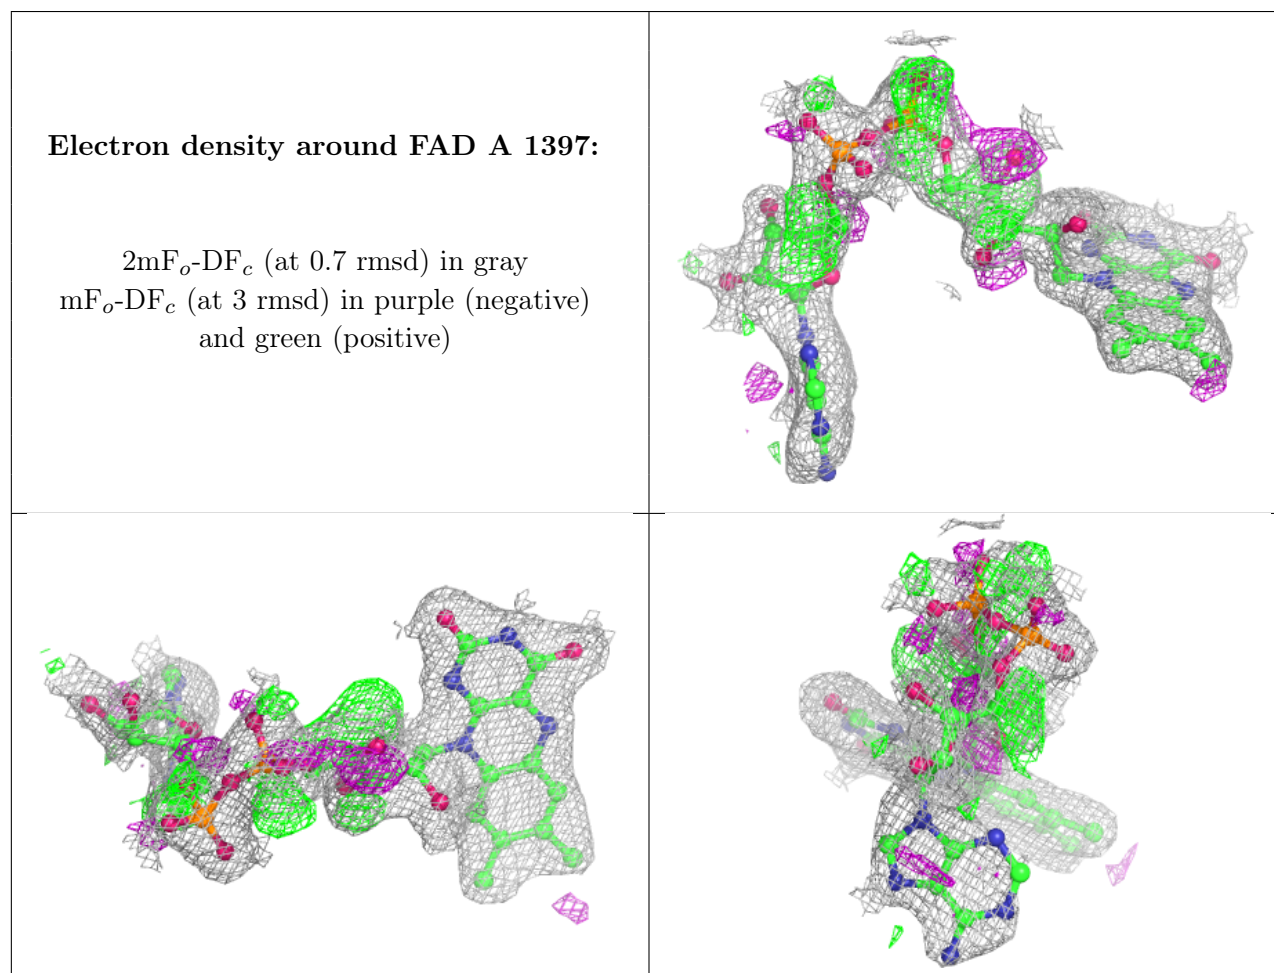 Electron density around FAD A 1397:
2mFo-DFc (at 0.7 rmsd) in gray
mFo-DFc (at 3 rmsd) in purple (negative)
and green (positive)